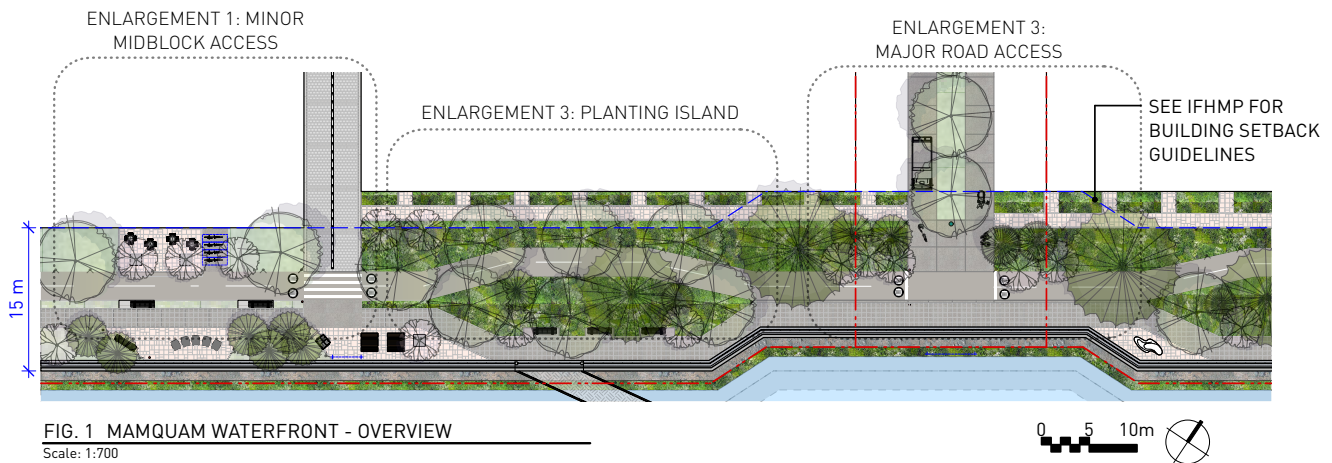 ENLARGEMENT 1: MINOR
MIDBLOCK ACCESS
ENLARGEMENT 3: PLANTING ISLAND
ENLARGEMENT 3:
MAJOR ROAD ACCESS
SEE IFHMP FOR
BUILDING SETBACK
GUIDELINES
15 m
FIG. 1 MAMQUAM WATERFRONT - OVERVIEW
Scale: 1:700
0 5 10m